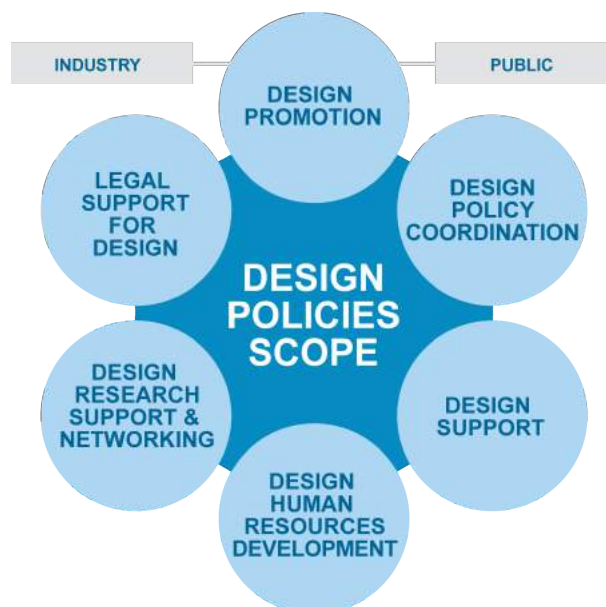 INDUSTRY
PUBLIC
DESIGN
PROMOTION
LEGAL
SUPPORT
FOR
DESIGN
DESIGN
POLICY
COORDINATION
DESIGN
POLICIES
SCOPE
DESIGN
RESEARCH
SUPPORT &
NETWORKING
DESIGN
SUPPORT
DESIGN
HUMAN
RESOURCES
DEVELOPMENT